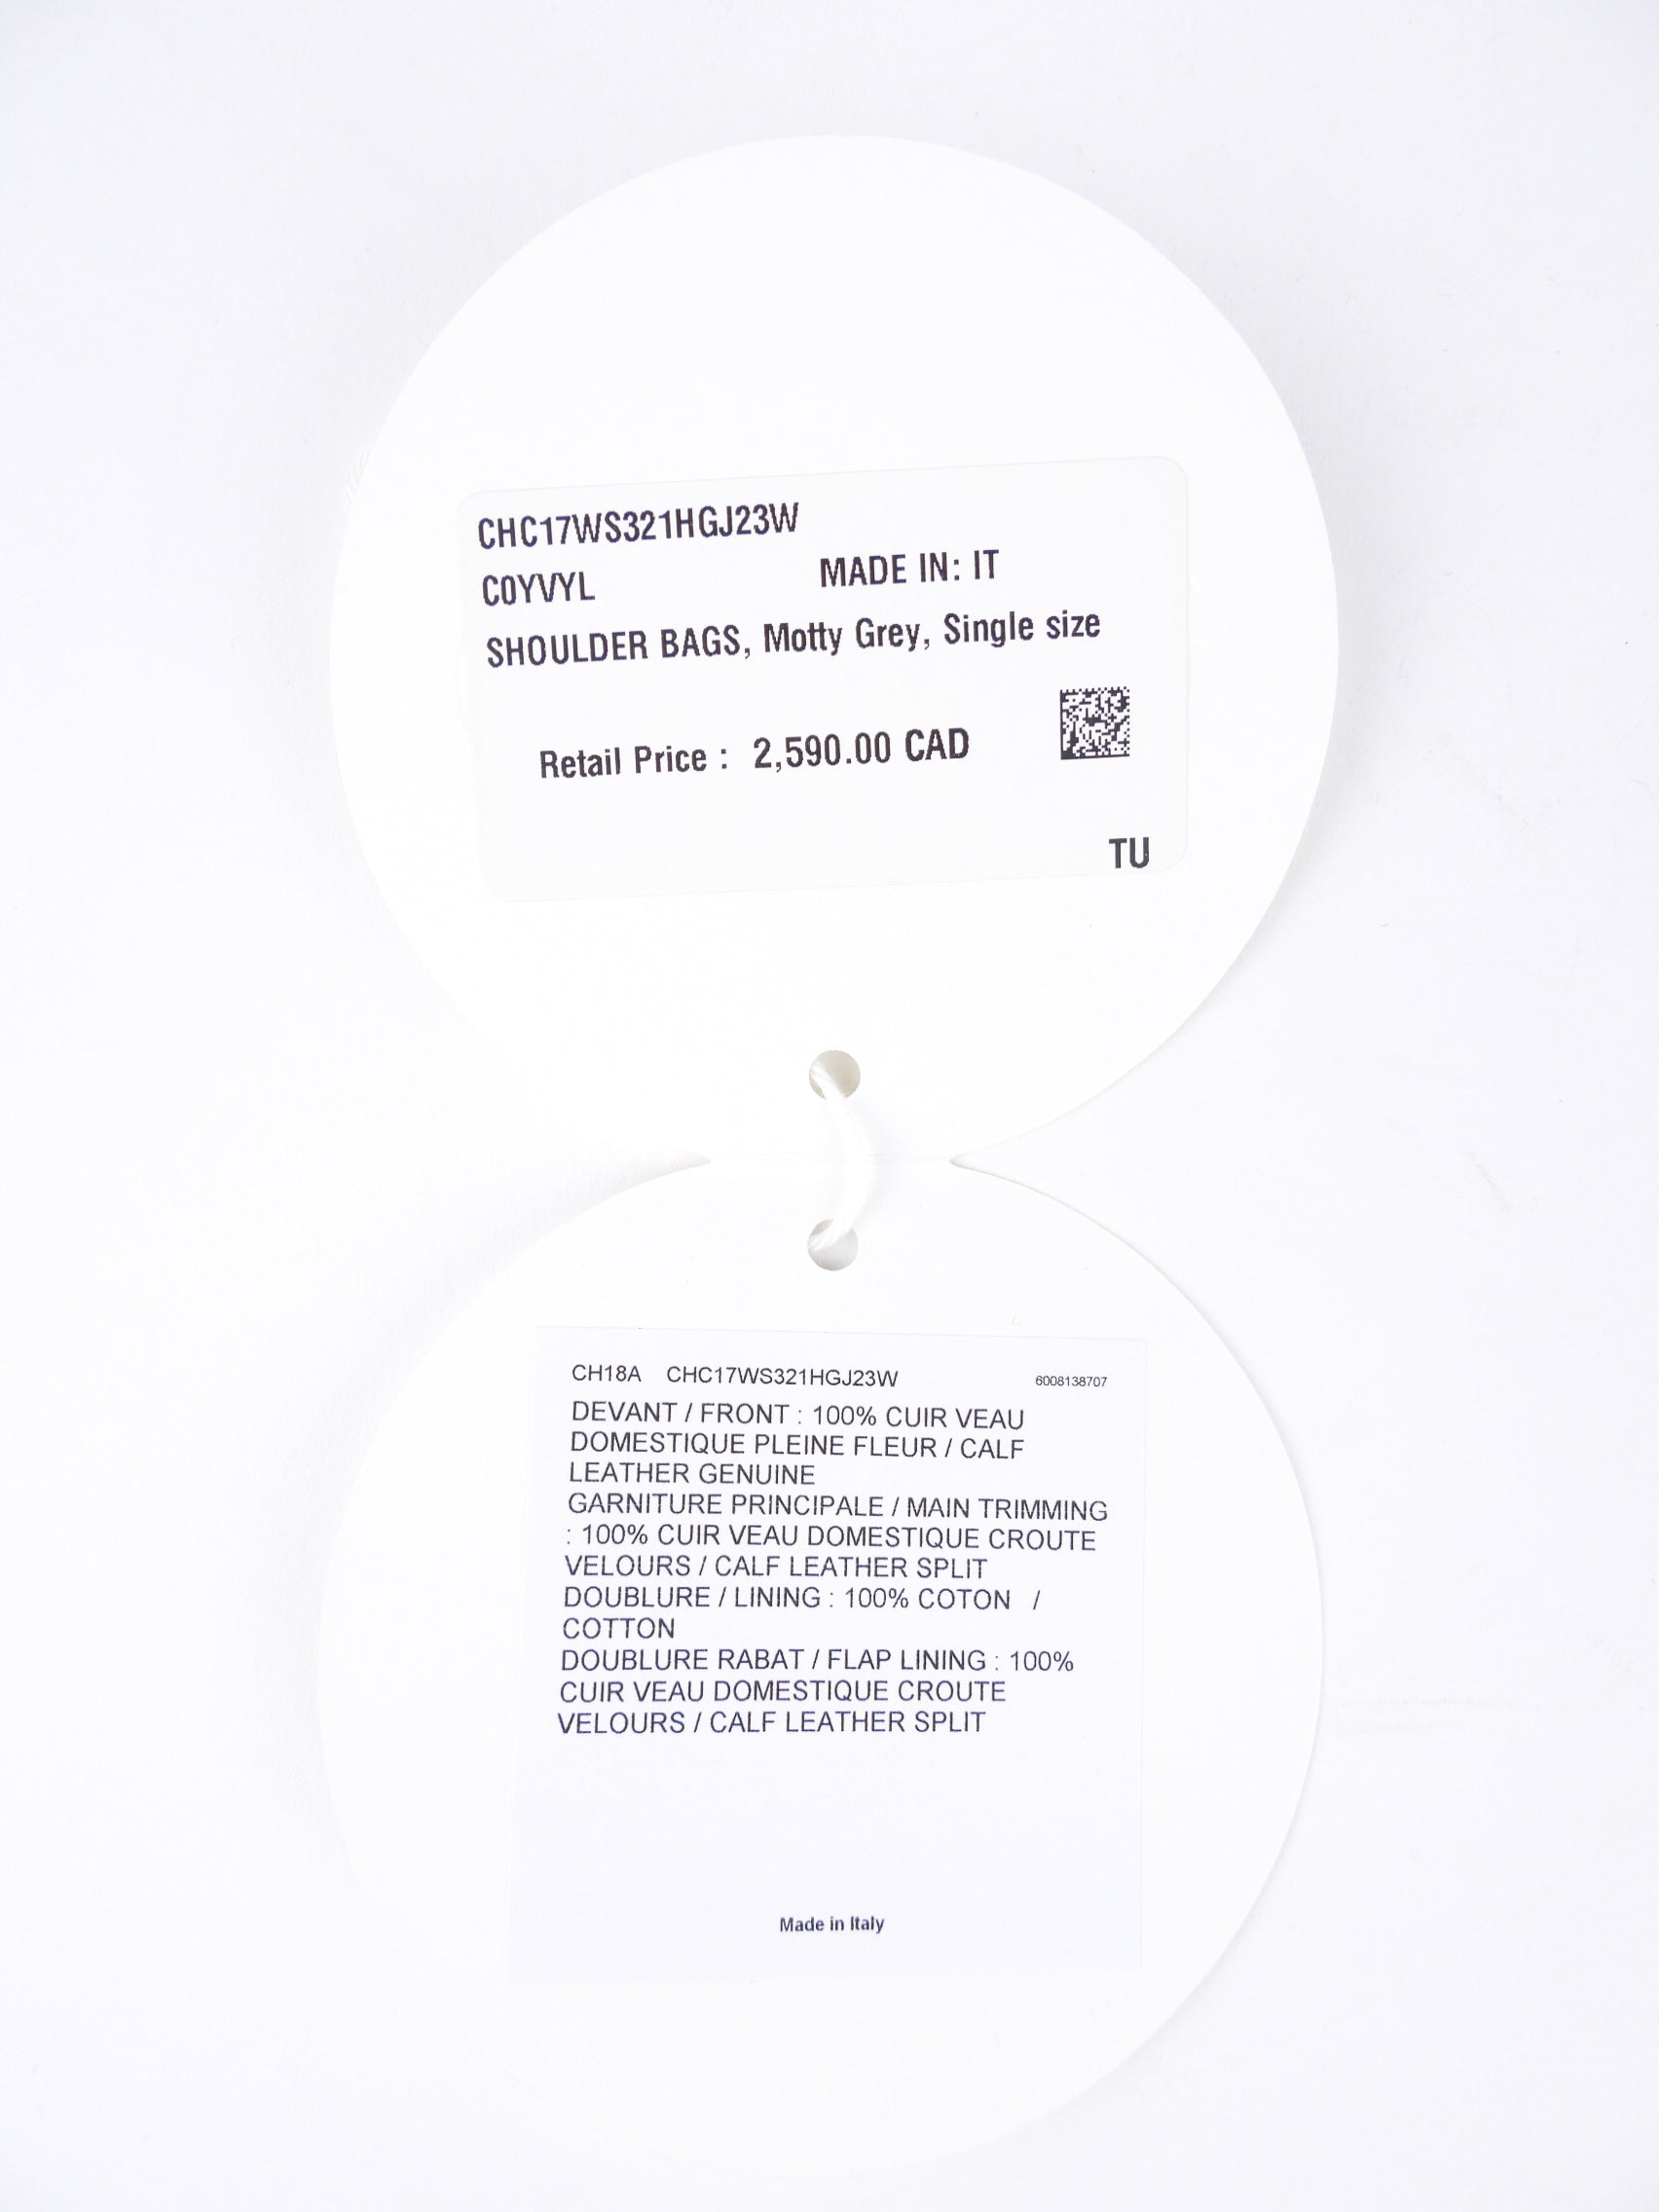 CHC17WS321HGJ23W
C0YVYL MADE IN: IT
SHOULDER BAGS, Motty Grey, Single size
Retail Price : 2,590.00 CAD
TU
CH18A CHC17WS321HGJ23W 6008138707
DEVANT / FRONT : 100% CUIR VEAU
DOMESTIQUE PLEINE FLEUR / CALF
LEATHER GENUINE
GARNITURE PRINCIPALE / MAIN TRIMMING
: 100% CUIR VEAU DOMESTIQUE CROUTE
VELOURS / CALF LEATHER SPLIT
DOUBLURE / LINING : 100% COTON /
COTTON
DOUBLURE RABAT / FLAP LINING : 100%
CUIR VEAU DOMESTIQUE CROUTE
VELOURS / CALF LEATHER SPLIT
Made in Italy